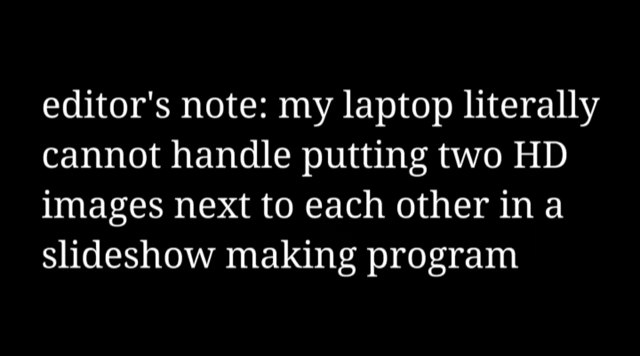 editor's note: my laptop literally
cannot handle putting two HD
images next to each other in a
slideshow making program